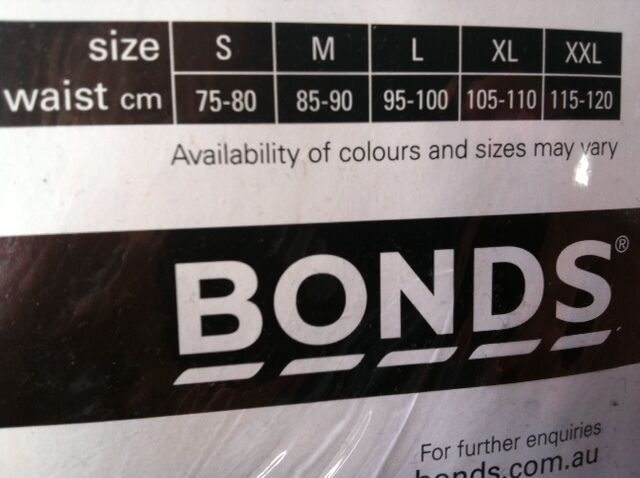 size S M L XL XXL
waist cm 75-80 85-90 95-100 105-110 115-120
Availability of colours and sizes may vary
BONDS®
For further enquiries
bonds.com.au